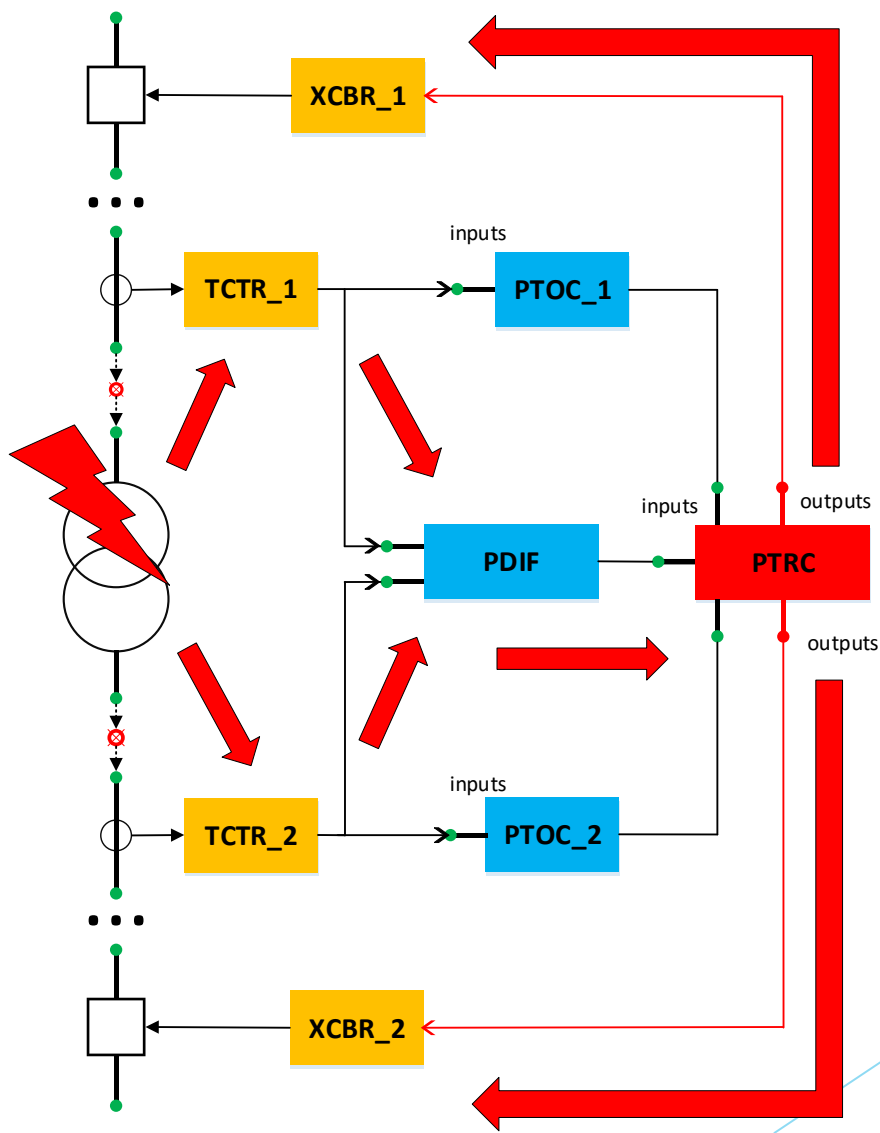 XCBR_1
inputs
TCTR_1
PTOC_1
inputs
outputs
PDIF
PTRC
outputs
inputs
TCTR_2
PTOC_2
XCBR_2